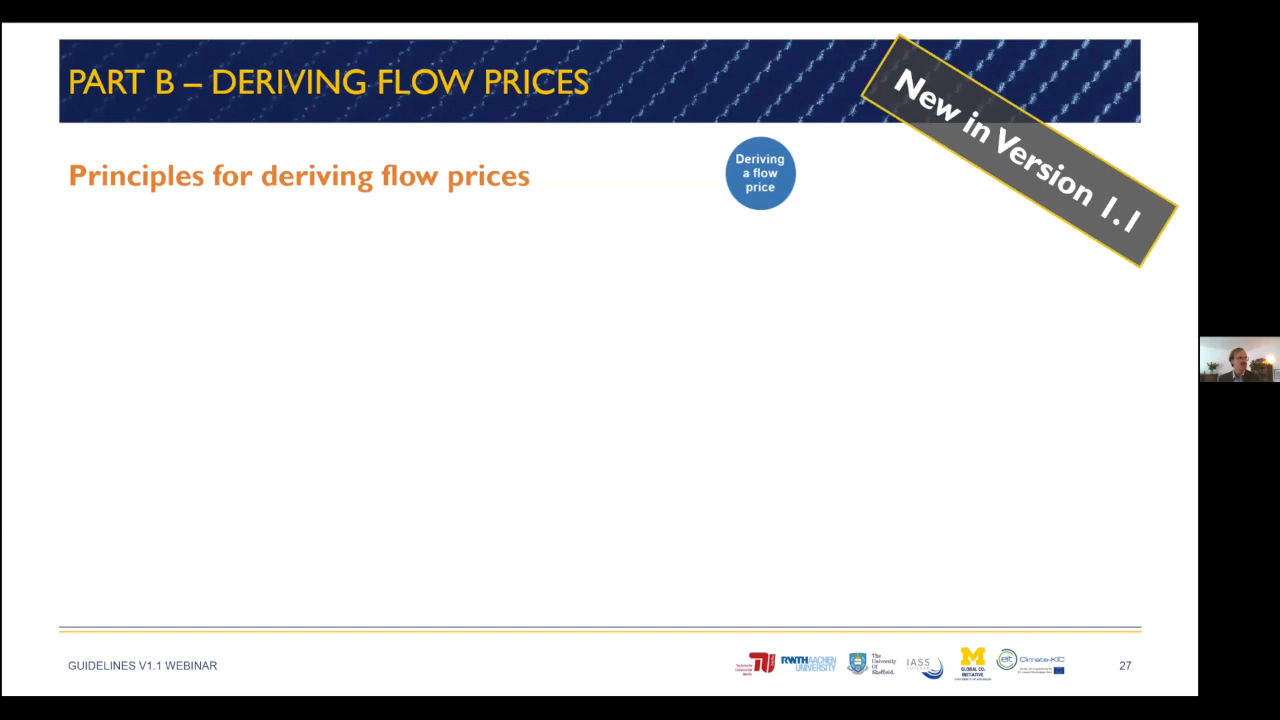 PART B – DERIVING FLOW PRICES
New in Version 1.1
Principles for deriving flow prices
Deriving
a flow
price
GUIDELINES V1.1 WEBINAR
RWTH AACHEN
UNIVERSITY
The
University
Of
Sheffield.
IASS
M
GLOBAL CO2
INITIATIVE
eit
Climate-KIC
27